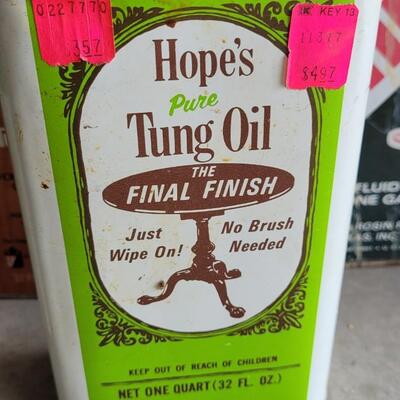 0227770
$357
KEY 13
11317
$497
Hope's
Pure
Tung Oil
THE
FINAL FINISH
Just
Wipe On!
No Brush
Needed
KEEP OUT OF REACH OF CHILDREN
NET ONE QUART (32 FL. OZ.)
FLUID